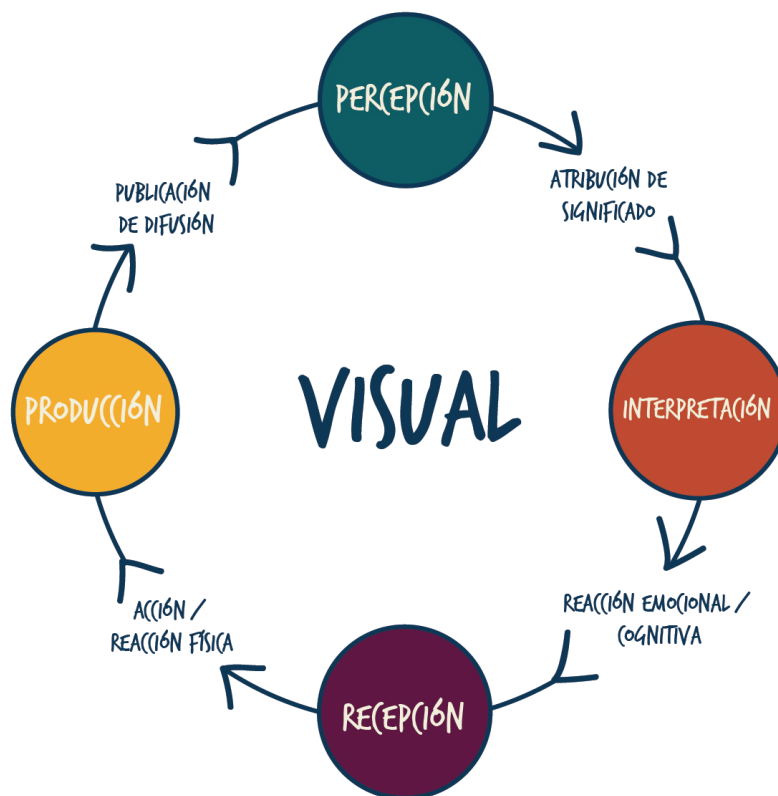 PERCEPCIÓN
ATRIBUCIÓN DE
SIGNIFICADO
PUBLICACIÓN
DE DIFUSIÓN
VISUAL
PRODUCCIÓN
INTERPRETACIÓN
ACCIÓN /
REACCIÓN FÍSICA
REACCIÓN EMOCIONAL /
COGNITIVA
RECEPCIÓN